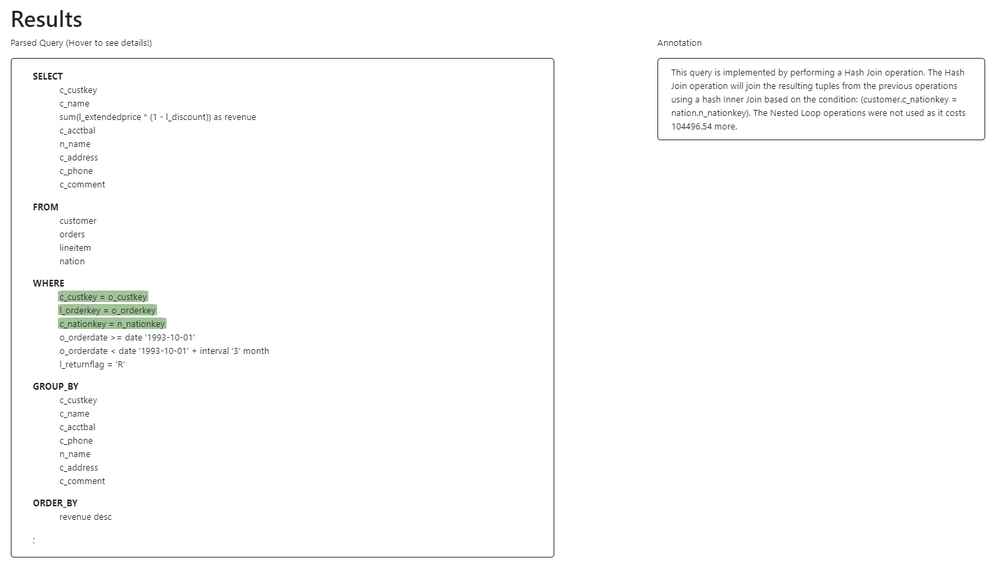 Results
Parsed Query (Hover to see details!)
SELECT
c_custkey
c_name
sum(l_extendedprice * (1 - l_discount)) as revenue
c_acctbal
n_name
c_address
c_phone
c_comment
FROM
customer
orders
lineitem
nation
WHERE
c_custkey = o_custkey
l_orderkey = o_orderkey
c_nationkey = n_nationkey
o_orderdate >= date '1993-10-01'
o_orderdate < date '1993-10-01' + interval '3' month
l_returnflag = 'R'
GROUP_BY
c_custkey
c_name
c_acctbal
c_phone
n_name
c_address
c_comment
ORDER_BY
revenue desc
;
Annotation
This query is implemented by performing a Hash Join operation. The Hash
Join operation will join the resulting tuples from the previous operations
using a hash Inner Join based on the condition: (customer.c_nationkey =
nation.n_nationkey). The Nested Loop operations were not used as it costs
104496.54 more.